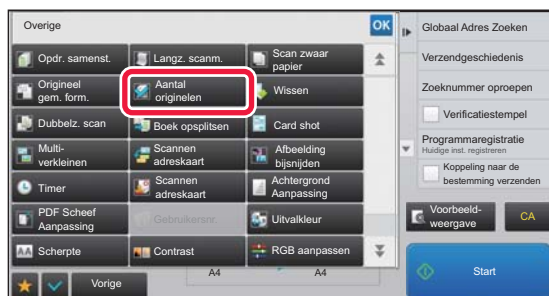 Overige
OK
Opdr. samenst.
Langz. scanm.
Scan zwaar
papier
Origineel
gem. form.
Aantal
originelen
Wissen
Dubbelz. scan
Boek opsplitsen
Card shot
Multi-
verkleinen
Scannen
adreskaart
Afbeelding
bijsnijden
Timer
Scannen
adreskaart
Achtergrond
Aanpassing
PDF Scheef
Aanpassing
Gebruikersnr.
Uitvalkleur
AA Scherpte
Contrast
RGB aanpassen
Vorige
A4
A4
Globaal Adres Zoeken
Verzendgeschiedenis
Zoeknummer oproepen
Verificatiestempel
Programmaregistratie
Huidige inst. registreren
Koppeling naar de
bestemming verzenden
Voorbeeld-
weergave
CA
Start